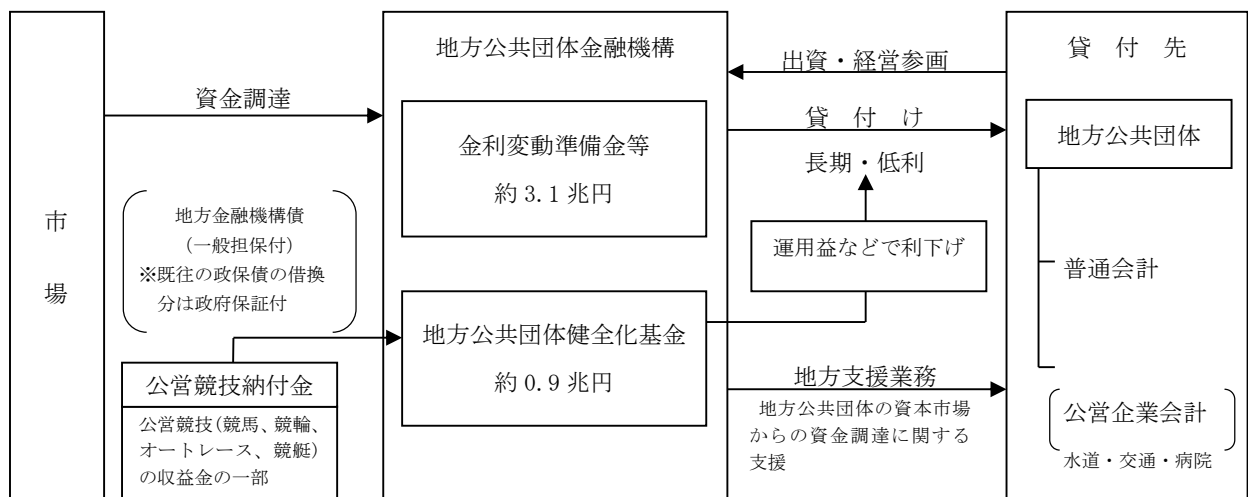 市
場
資金調達
地方金融機構債
(一般担保付)
※既往の政保債の借換
分は政府保証付
公営競技納付金
公営競技(競馬、競輪、
オートレース、競艇)
の収益金の一部
地方公共団体金融機構
金利変動準備金等
約 3.1 兆円
地方公共団体健全化基金
約 0.9 兆円
出資・経営参画
貸 付 け
長期・低利
運用益などで利下げ
地方支援業務
地方公共団体の資本市場
からの資金調達に関する
支援
貸 付 先
地方公共団体
普通会計
公営企業会計
水道・交通・病院